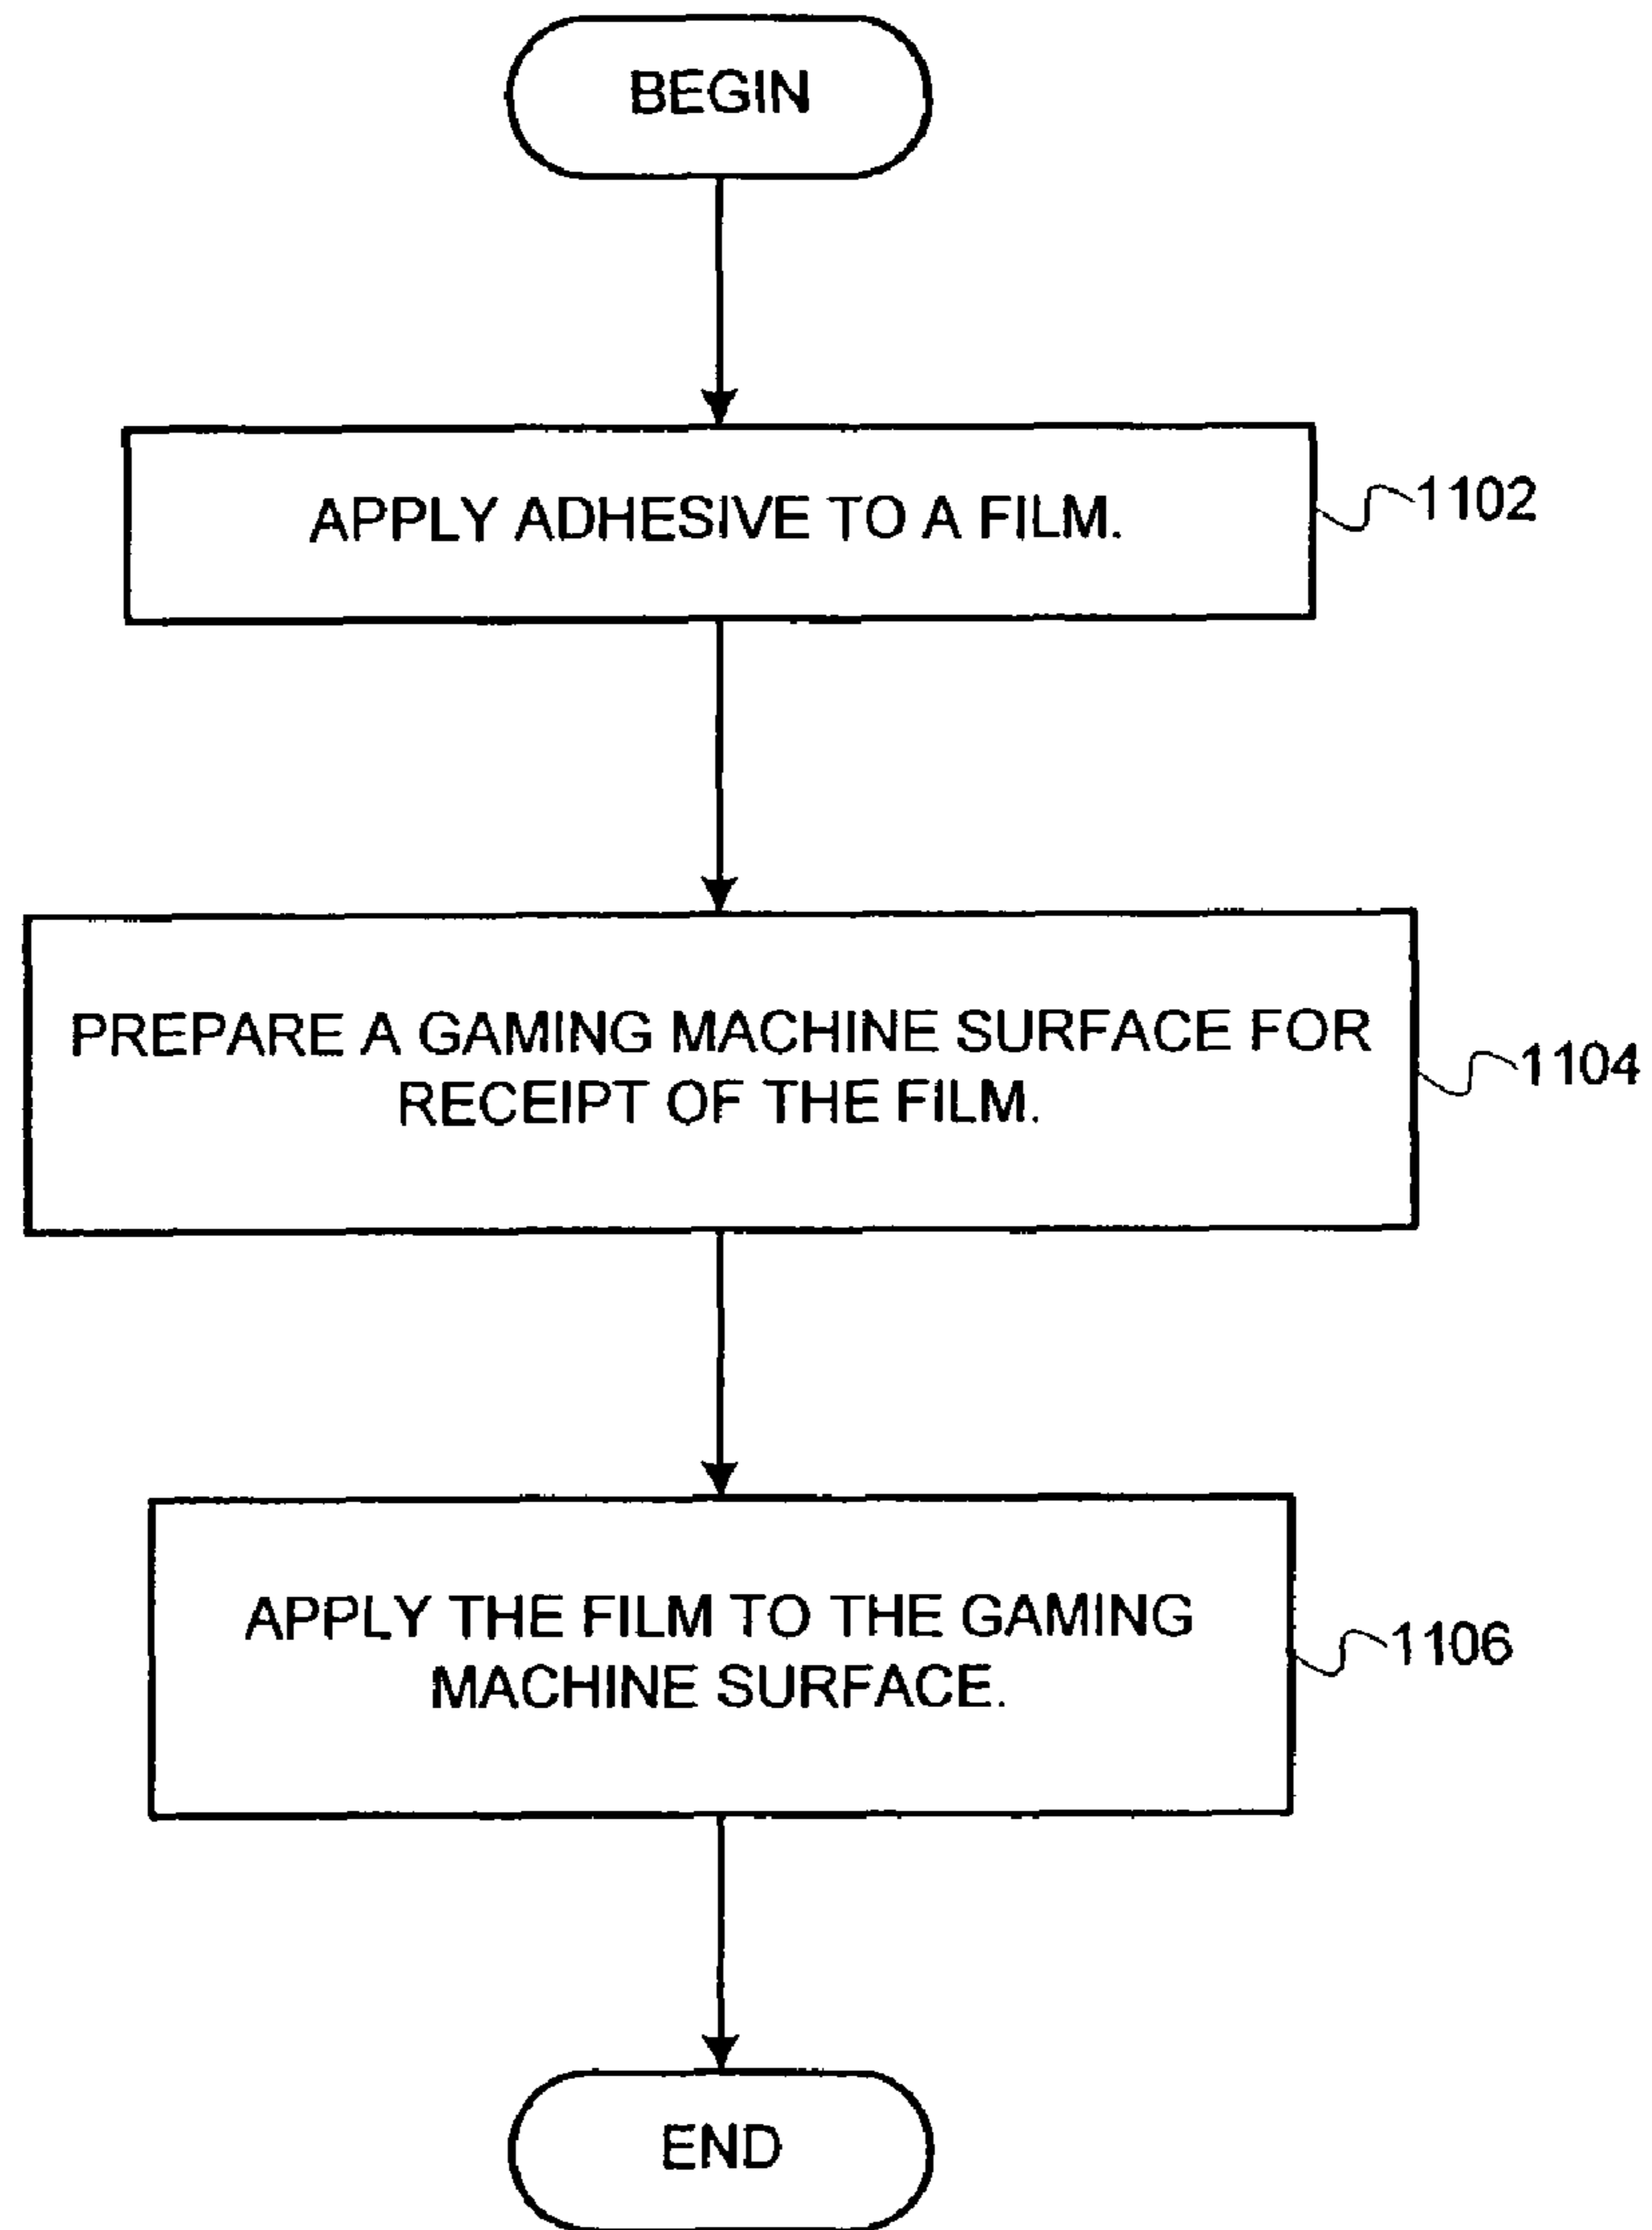 BEGIN
APPLY ADHESIVE TO A FILM.
1102
PREPARE A GAMING MACHINE SURFACE FOR
RECEIPT OF THE FILM.
1104
APPLY THE FILM TO THE GAMING
MACHINE SURFACE.
1106
END